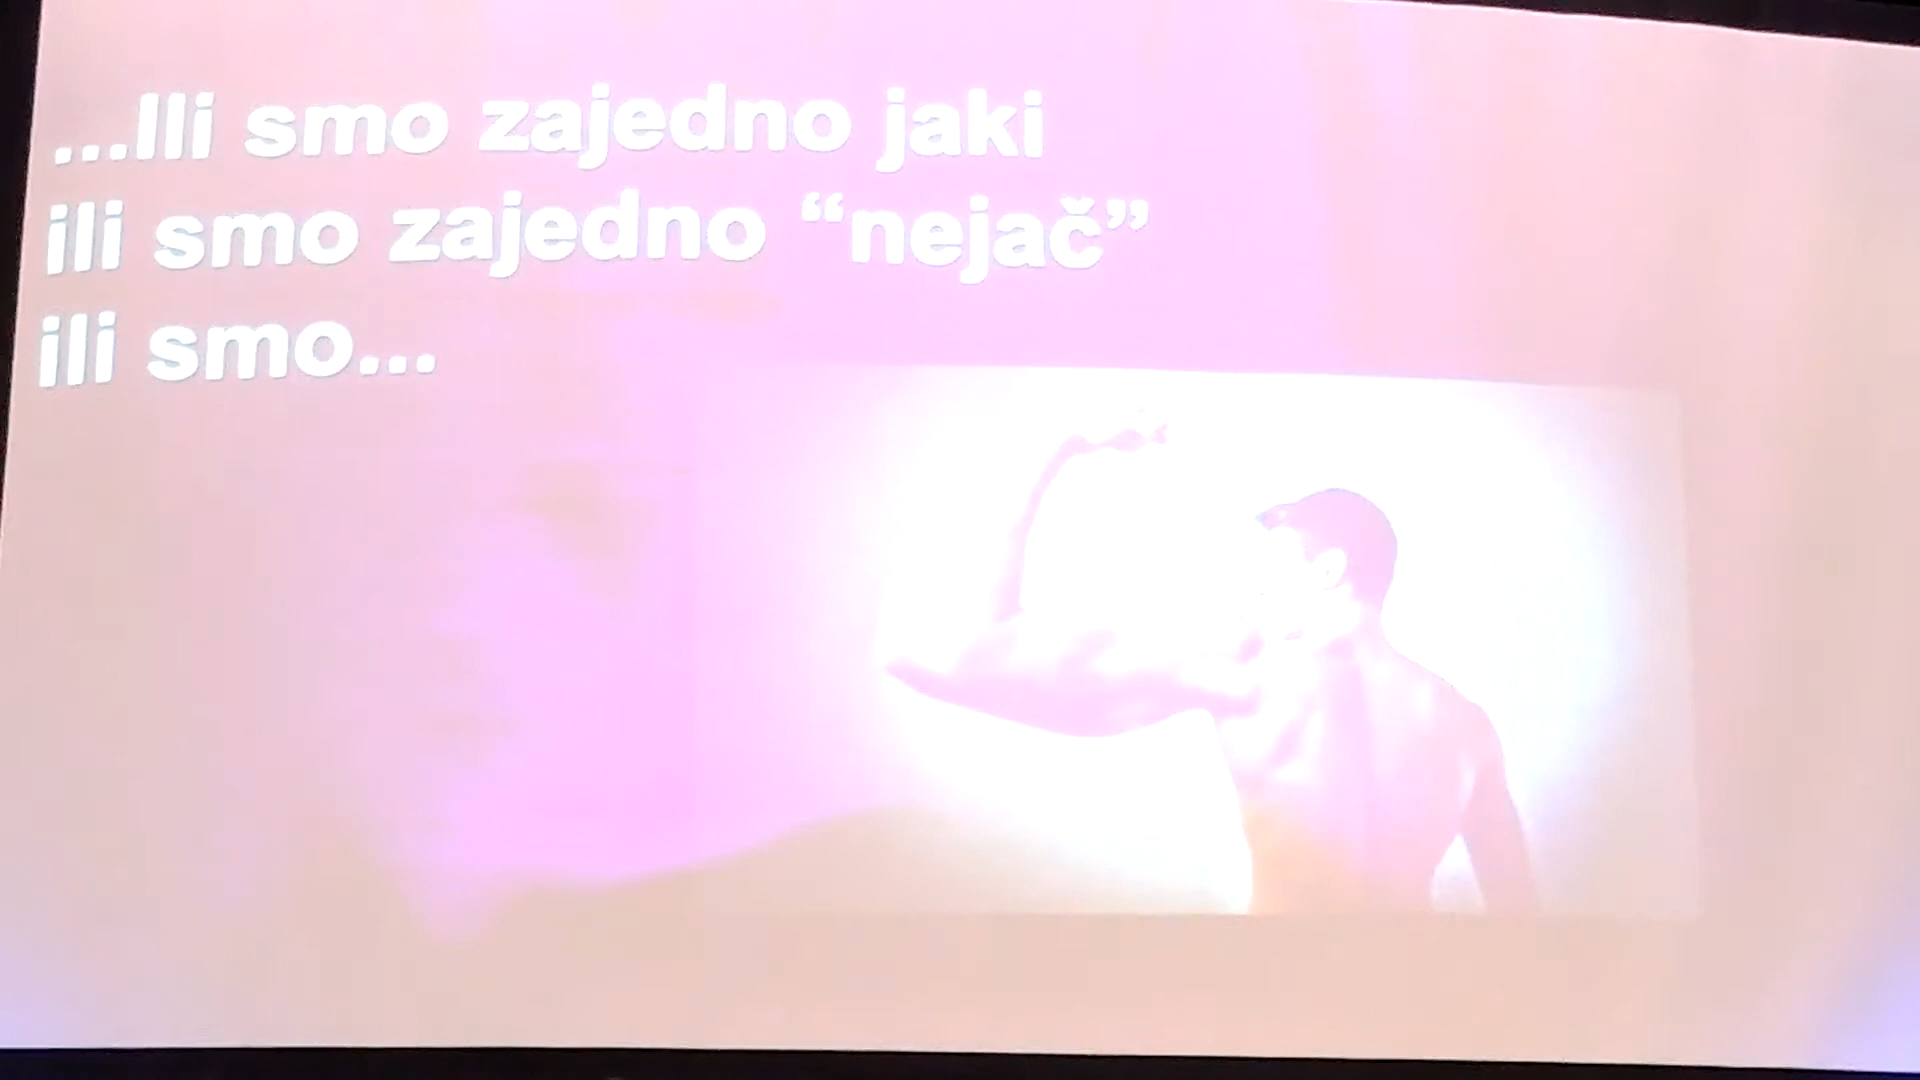 ...Ili smo zajedno jaki
ili smo zajedno “nejač”
ili smo...